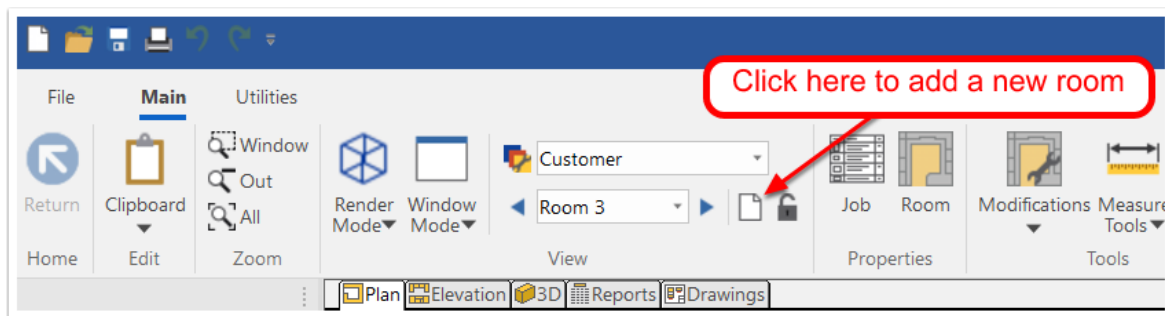 Click here to add a new room
File Main Utilities
Window
Out
All
Return
Clipboard
Render Mode
Window Mode
Customer
Room 3
Job
Room
Modifications
Measure Tools
Home Edit Zoom View Properties Tools
Plan Elevation 3D Reports Drawings